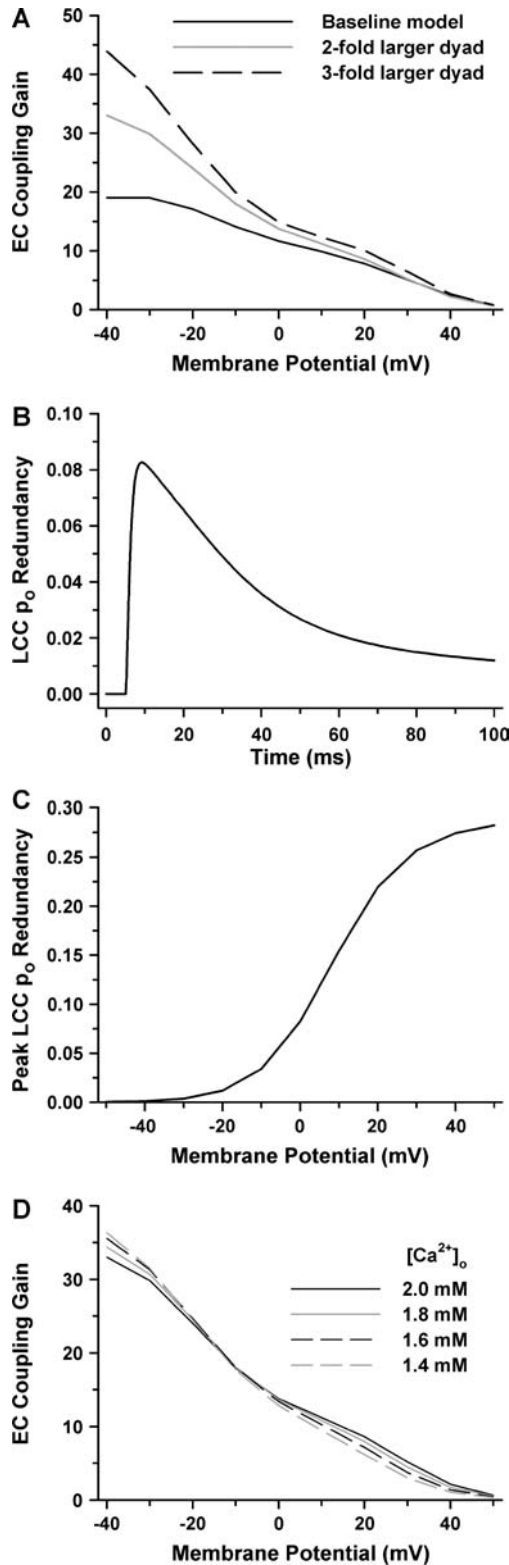 A
Baseline model
2-fold larger dyad
3-fold larger dyad
EC Coupling Gain
50
40
30
20
10
0
-40 -20 0 20 40
Membrane Potential (mV)
B
LCC pₒ Redundancy
0.10
0.08
0.06
0.04
0.02
0.00
0 20 40 60 80 100
Time (ms)
C
Peak LCC pₒ Redundancy
0.30
0.25
0.20
0.15
0.10
0.05
0.00
-40 -20 0 20 40
Membrane Potential (mV)
D
[Ca²⁺]ₒ
2.0 mM
1.8 mM
1.6 mM
1.4 mM
EC Coupling Gain
40
30
20
10
0
-40 -20 0 20 40
Membrane Potential (mV)